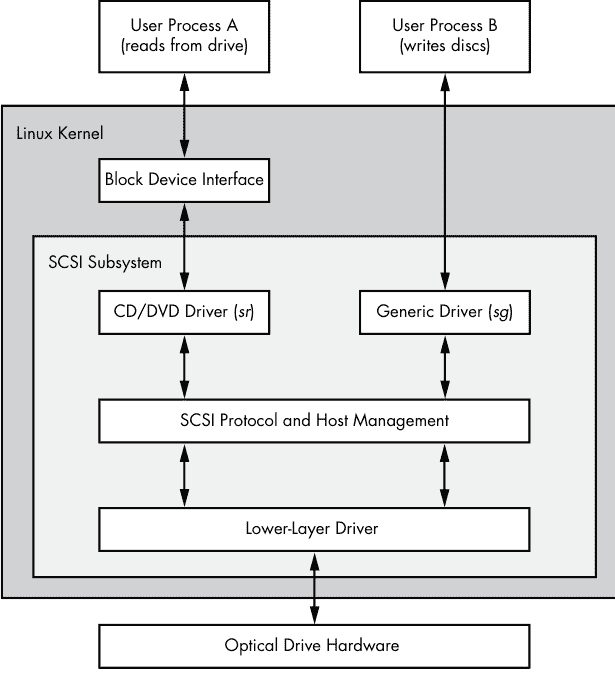 User Process A
(reads from drive)
User Process B
(writes discs)
Linux Kernel
Block Device Interface
SCSI Subsystem
CD/DVD Driver (sr)
Generic Driver (sg)
SCSI Protocol and Host Management
Lower-Layer Driver
Optical Drive Hardware